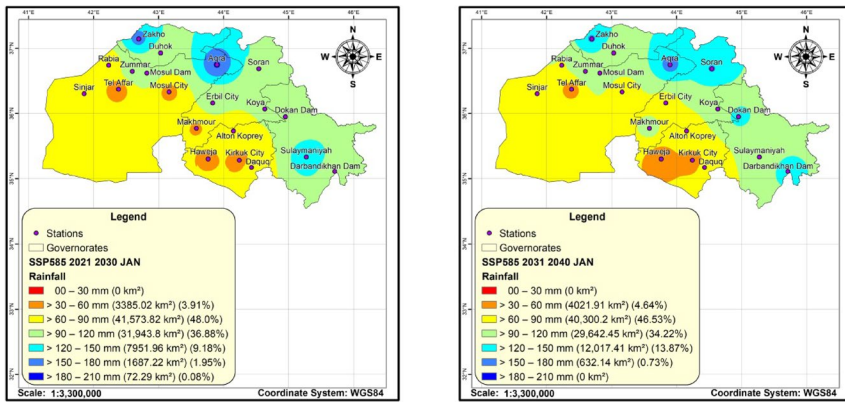 42°E 43°E 44°E 45°E 46°E
37°N
36°N
35°N
34°N
33°N
32°N
N
W E
S
Zakho
Duhok
Aqra
Rabia
Zummar
Mosul Dam
Soran
Tel Affar
Sinjar
Mosul City
Erbil City
Koya
Dokan Dam
Makhmour
Alton Koprey
Haweja
Kirkuk City
Daquq
Sulaymaniyah
Darbandikhan Dam
Legend
Stations
Governorates
SSP585 2021 2030 JAN
Rainfall
00 – 30 mm (0 km²)
> 30 – 60 mm (3385.02 km²) (3.91%)
> 60 – 90 mm (41,573.82 km²) (48.0%)
> 90 – 120 mm (31,943.8 km²) (36.88%)
> 120 – 150 mm (7951.96 km²) (9.18%)
> 150 – 180 mm (1687.22 km²) (1.95%)
> 180 – 210 mm (72.29 km²) (0.08%)
Scale: 1:3,300,000 Coordinate System: WGS84
42°E 43°E 44°E 45°E 46°E
37°N
36°N
35°N
34°N
33°N
32°N
N
W E
S
Zakho
Duhok
Aqra
Rabia
Zummar
Mosul Dam
Soran
Tel Affar
Sinjar
Mosul City
Erbil City
Koya
Dokan Dam
Makhmour
Alton Koprey
Haweja
Kirkuk City
Daquq
Sulaymaniyah
Darbandikhan Dam
Legend
Stations
Governorates
SSP585 2031 2040 JAN
Rainfall
00 – 30 mm (0 km²)
> 30 – 60 mm (4021.91 km²) (4.64%)
> 60 – 90 mm (40,300.2 km²) (46.53%)
> 90 – 120 mm (29,642.45 km²) (34.22%)
> 120 – 150 mm (12,017.41 km²) (13.87%)
> 150 – 180 mm (632.14 km²) (0.73%)
> 180 – 210 mm (0 km²)
Scale: 1:3,300,000 Coordinate System: WGS84